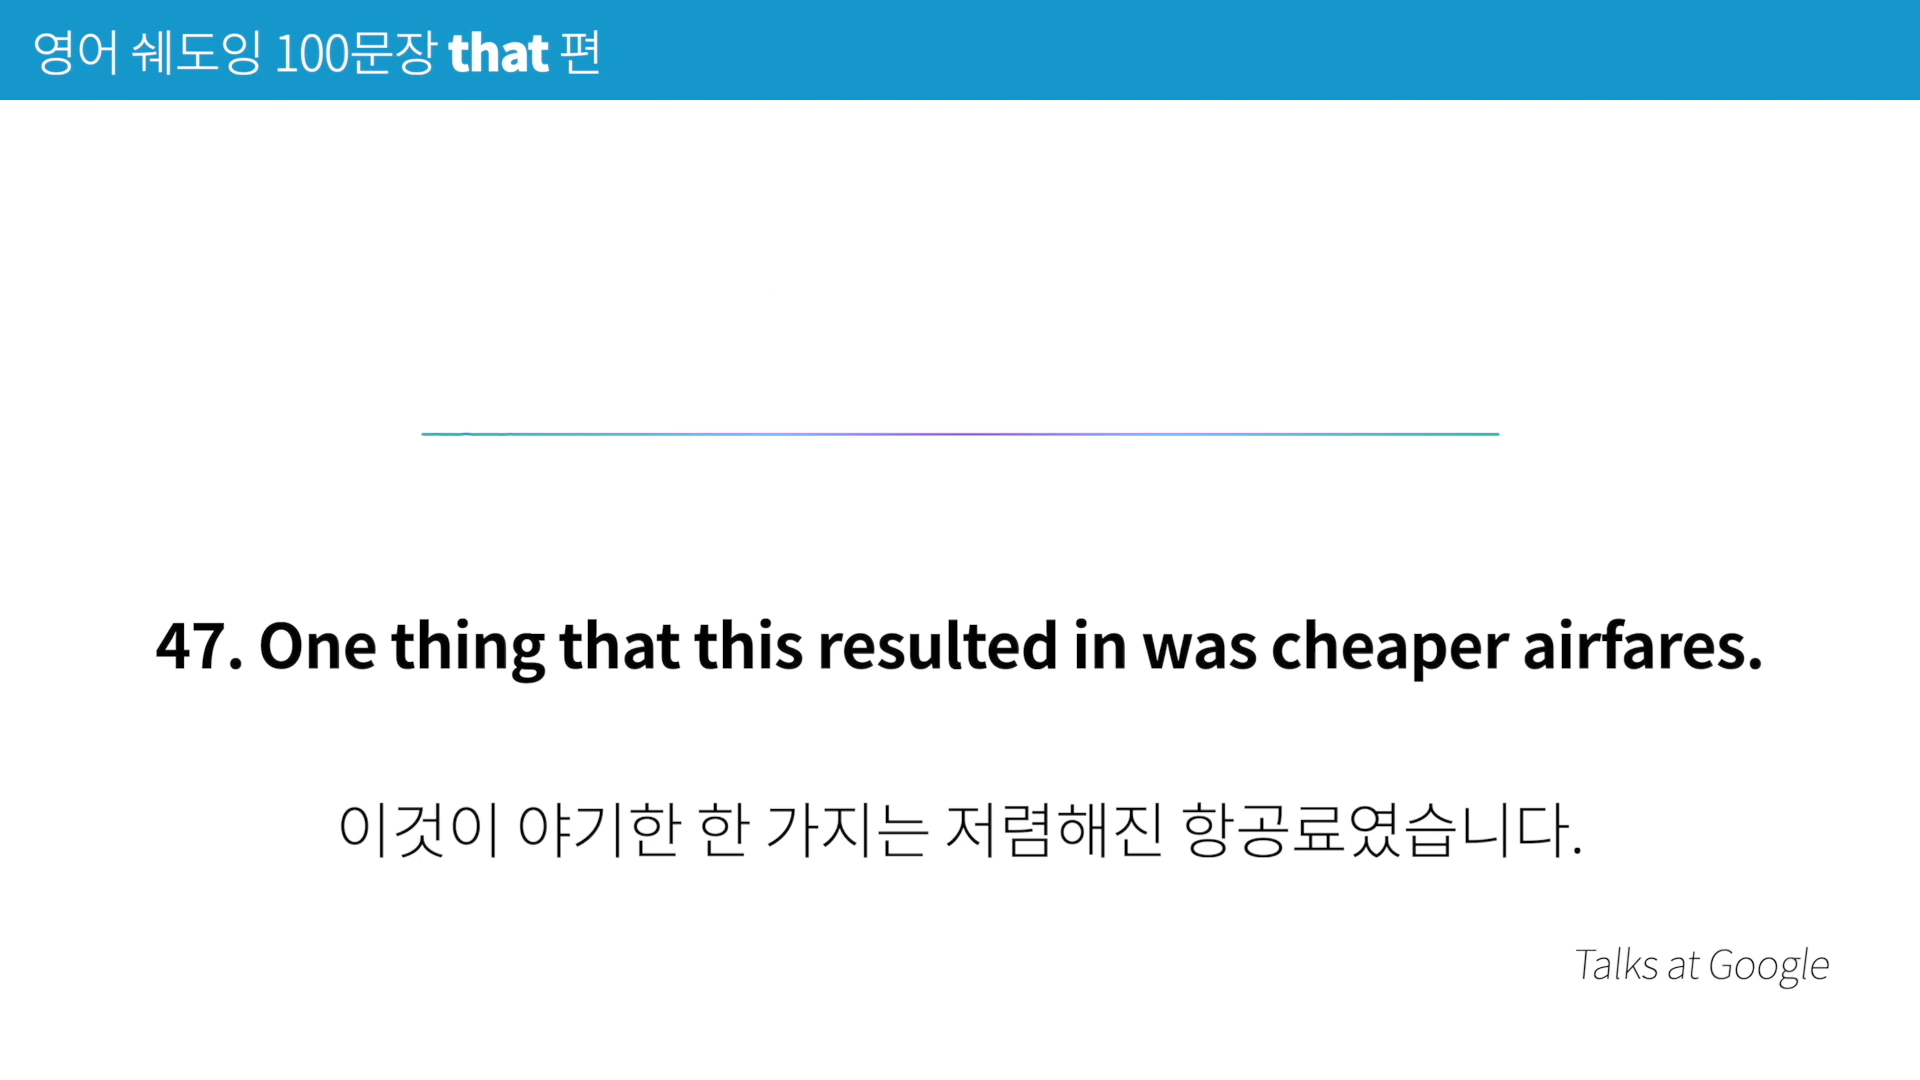 영어 쉐도잉 100문장 that 편
47. One thing that this resulted in was cheaper airfares.
이것이 야기한 한 가지는 저렴해진 항공료였습니다.
Talks at Google